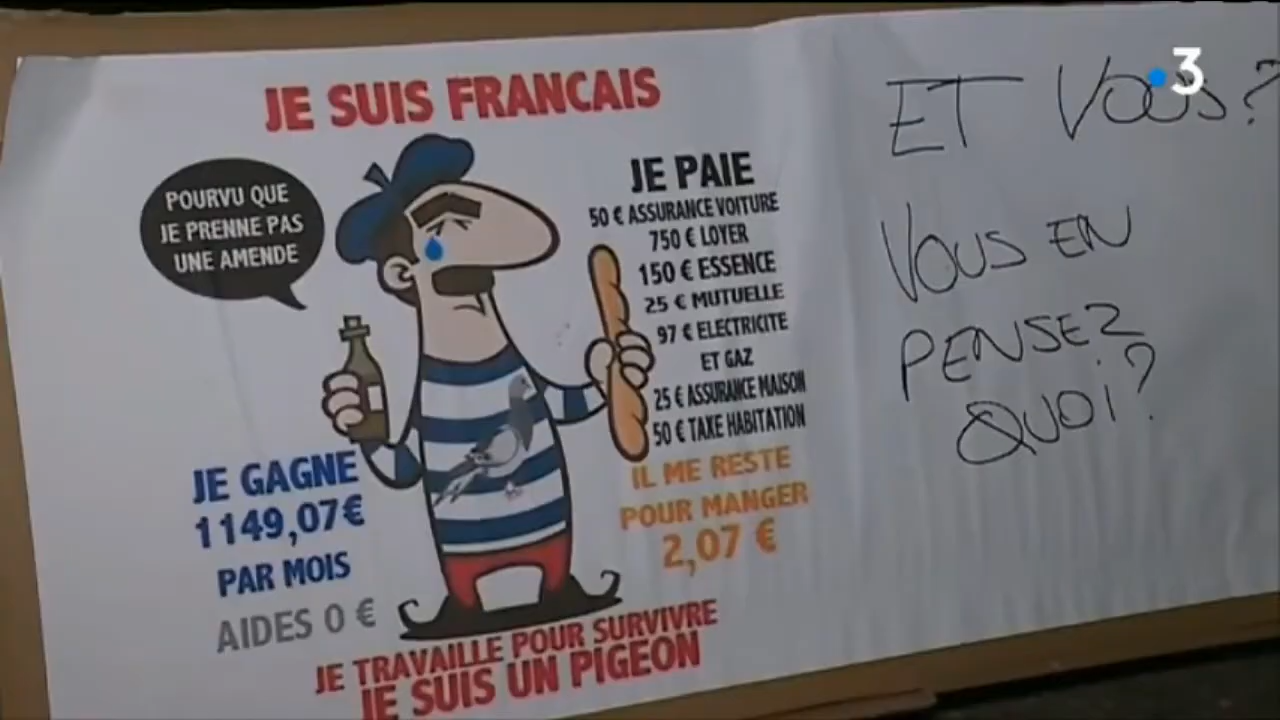 JE SUIS FRANCAIS
POURVU QUE
JE PRENNE PAS
UNE AMENDE
JE PAIE
50 € ASSURANCE VOITURE
750 € LOYER
150 € ESSENCE
25 € MUTUELLE
97 € ELECTRICITE
ET GAZ
25 € ASSURANCE MAISON
50 € TAXE HABITATION
IL ME RESTE
POUR MANGER
2,07 €
JE GAGNE
1149,07€
PAR MOIS
AIDES 0 €
JE TRAVAILLE POUR SURVIVRE
JE SUIS UN PIGEON
ET VOUS?
VOUS EN
PENSEZ
QUOI?
3